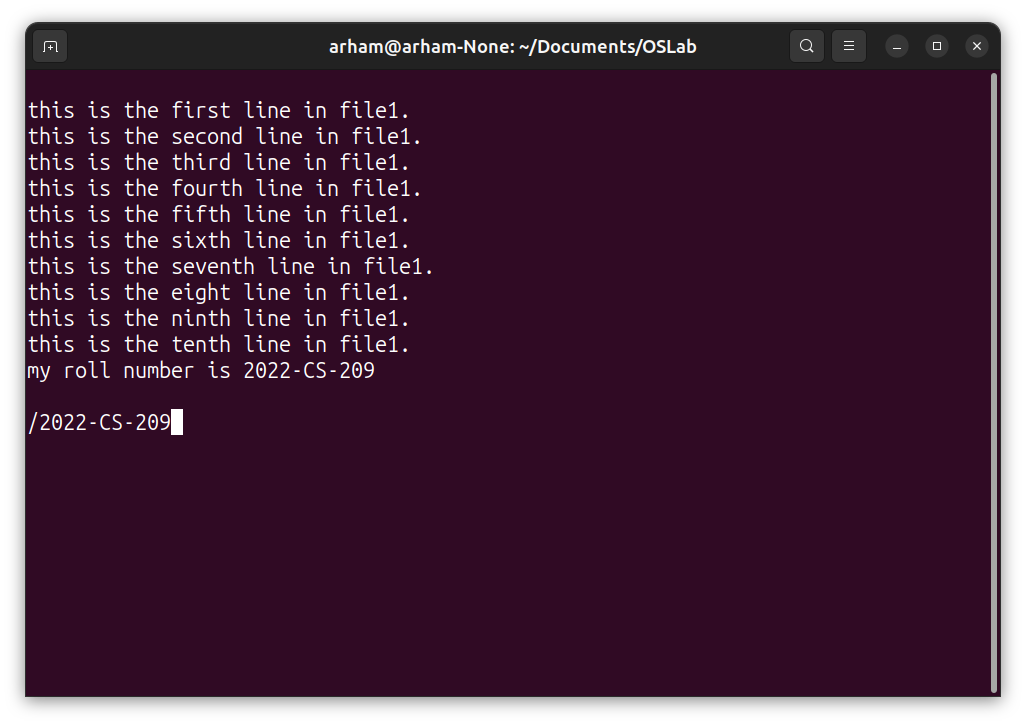 arham@arham-None: ~/Documents/OSLab
this is the first line in file1.
this is the second line in file1.
this is the third line in file1.
this is the fourth line in file1.
this is the fifth line in file1.
this is the sixth line in file1.
this is the seventh line in file1.
this is the eight line in file1.
this is the ninth line in file1.
this is the tenth line in file1.
my roll number is 2022-CS-209
/2022-CS-209